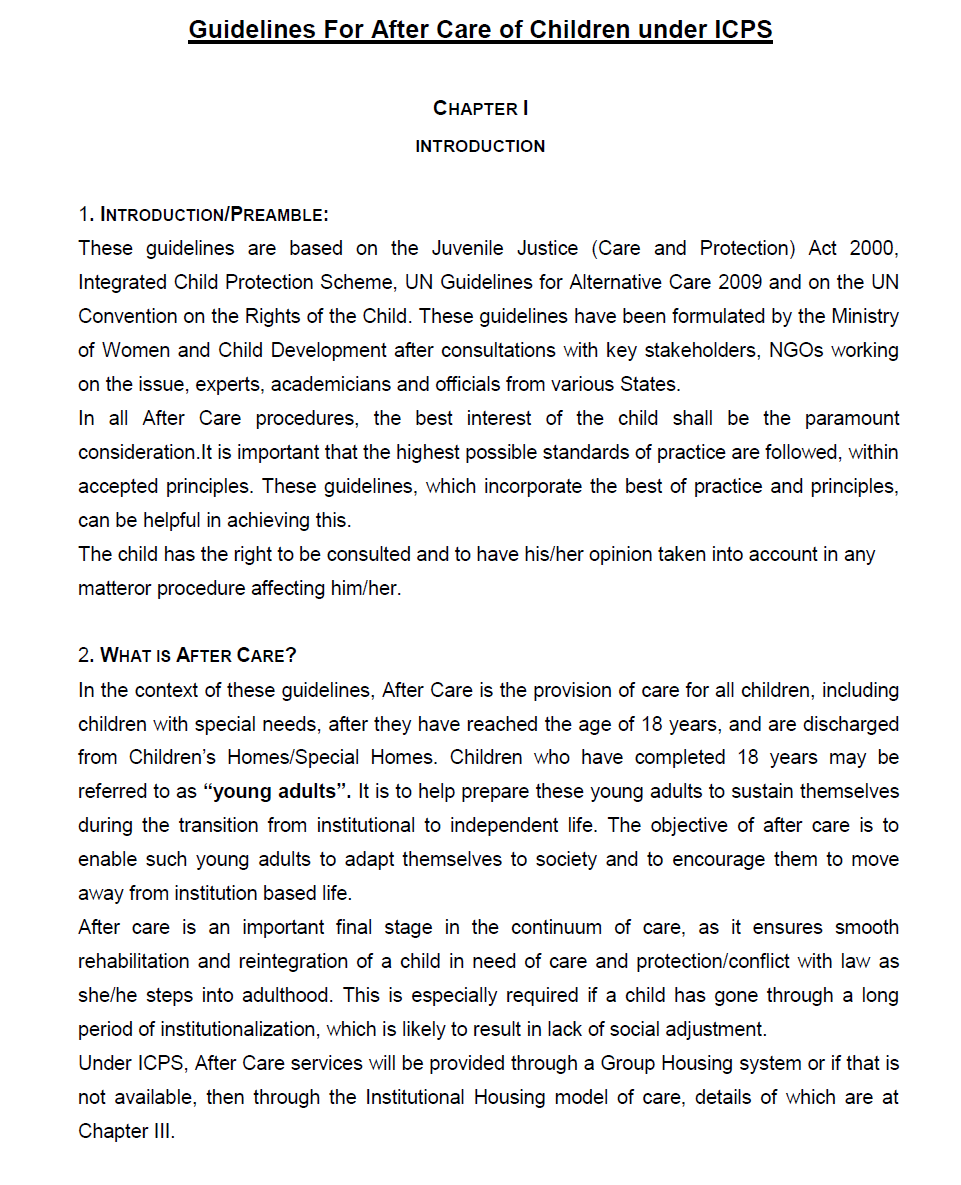 Guidelines For After Care of Children under ICPS
CHAPTER I
INTRODUCTION
1. INTRODUCTION/PREAMBLE:
These guidelines are based on the Juvenile Justice (Care and Protection) Act 2000,
Integrated Child Protection Scheme, UN Guidelines for Alternative Care 2009 and on the UN
Convention on the Rights of the Child. These guidelines have been formulated by the Ministry
of Women and Child Development after consultations with key stakeholders, NGOs working
on the issue, experts, academicians and officials from various States.
In all After Care procedures, the best interest of the child shall be the paramount
consideration.It is important that the highest possible standards of practice are followed, within
accepted principles. These guidelines, which incorporate the best of practice and principles,
can be helpful in achieving this.
The child has the right to be consulted and to have his/her opinion taken into account in any
matteror procedure affecting him/her.
2. WHAT IS AFTER CARE?
In the context of these guidelines, After Care is the provision of care for all children, including
children with special needs, after they have reached the age of 18 years, and are discharged
from Children’s Homes/Special Homes. Children who have completed 18 years may be
referred to as “young adults”. It is to help prepare these young adults to sustain themselves
during the transition from institutional to independent life. The objective of after care is to
enable such young adults to adapt themselves to society and to encourage them to move
away from institution based life.
After care is an important final stage in the continuum of care, as it ensures smooth
rehabilitation and reintegration of a child in need of care and protection/conflict with law as
she/he steps into adulthood. This is especially required if a child has gone through a long
period of institutionalization, which is likely to result in lack of social adjustment.
Under ICPS, After Care services will be provided through a Group Housing system or if that is
not available, then through the Institutional Housing model of care, details of which are at
Chapter III.